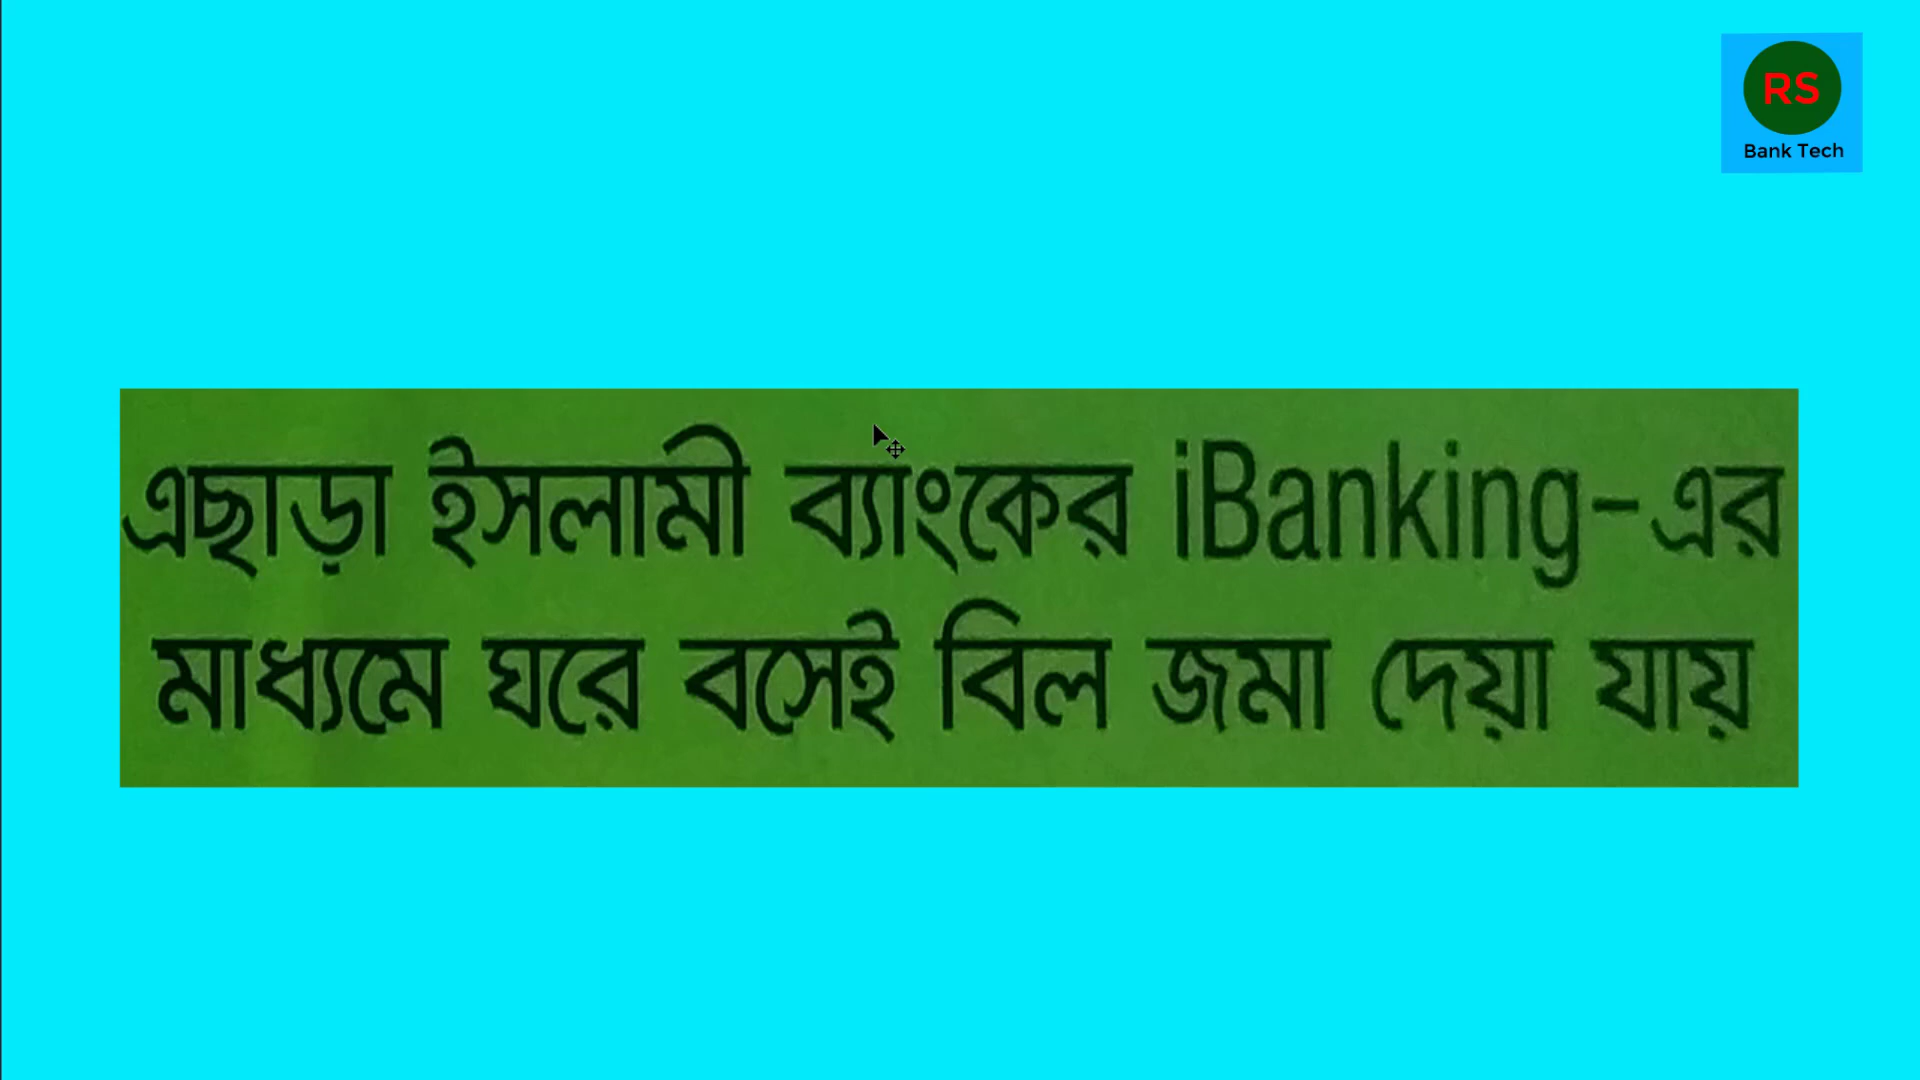 RS
Bank Tech
এছাড়া ইসলামী ব্যাংকের iBanking-এর
মাধ্যমে ঘরে বসেই বিল জমা দেয়া যায়